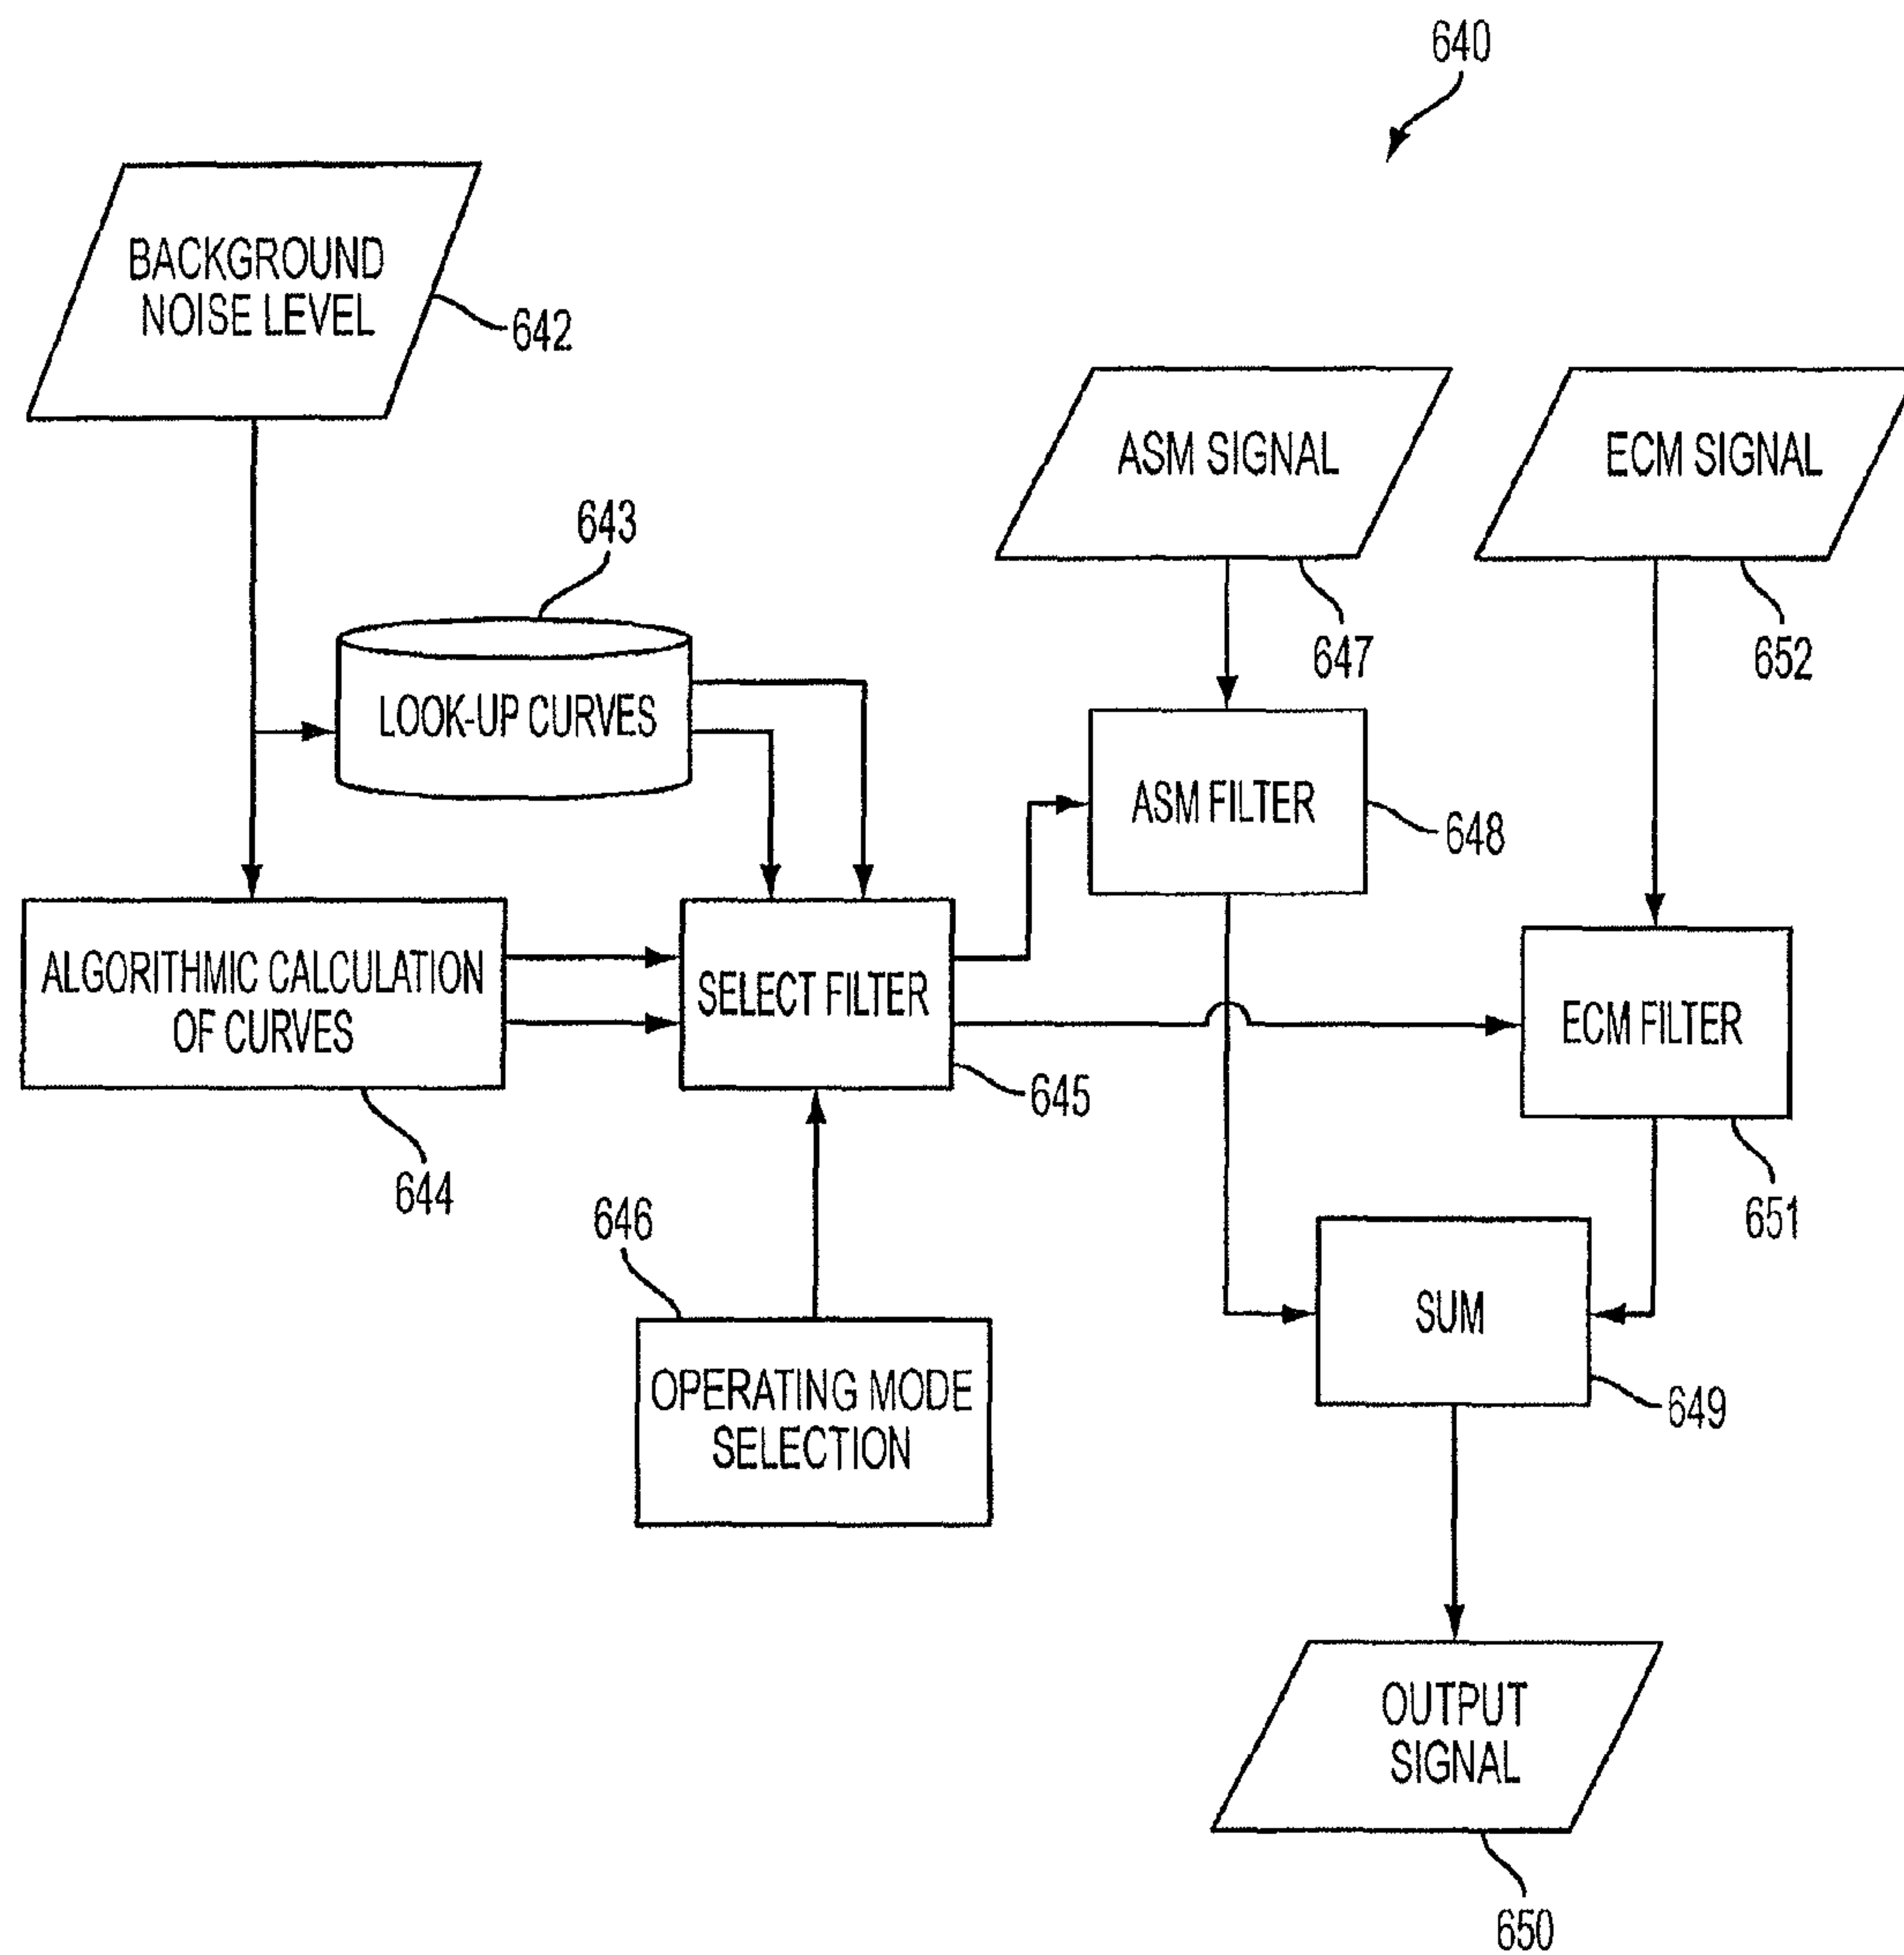 640
BACKGROUND
NOISE LEVEL
642
ASM SIGNAL
647
ECM SIGNAL
652
643
LOOK-UP CURVES
ASM FILTER
648
ALGORITHMIC CALCULATION
OF CURVES
644
SELECT FILTER
645
ECM FILTER
651
646
OPERATING MODE
SELECTION
SUM
649
OUTPUT
SIGNAL
650